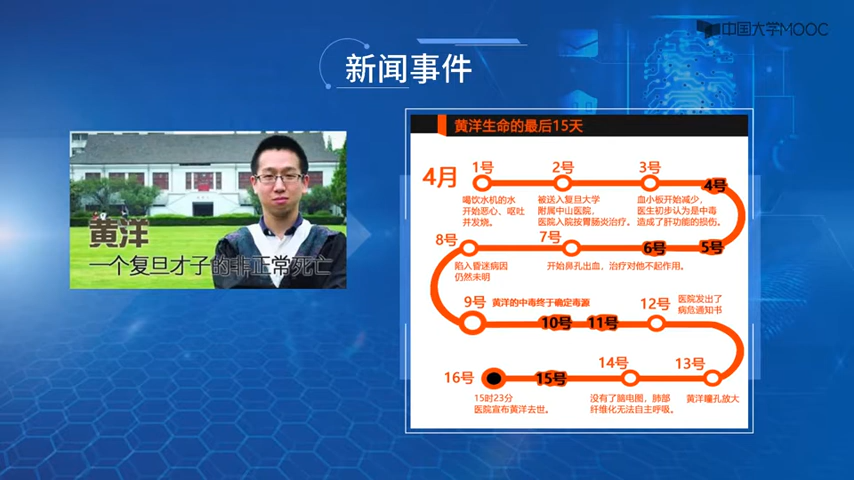 中国大学MOOC
新闻事件
黄洋
一个复旦才子的非正常死亡
黄洋生命的最后15天
4月
1号
喝饮水机的水
开始恶心、呕吐
并发烧。
2号
被送入复旦大学
附属中山医院,
医院入院按胃肠炎治疗。
3号
血小板开始减少,
医生初步认为是中毒
造成了肝功能的损伤。
4号
5号
6号
7号
开始鼻孔出血,治疗对他不起作用。
8号
陷入昏迷病因
仍然未明
9号
黄洋的中毒终于确定毒源
10号
11号
12号
医院发出了
病危通知书
13号
黄洋瞳孔放大
14号
没有了脑电图、肺部
纤维化无法自主呼吸。
15号
16号
15时23分
医院宣布黄洋去世。